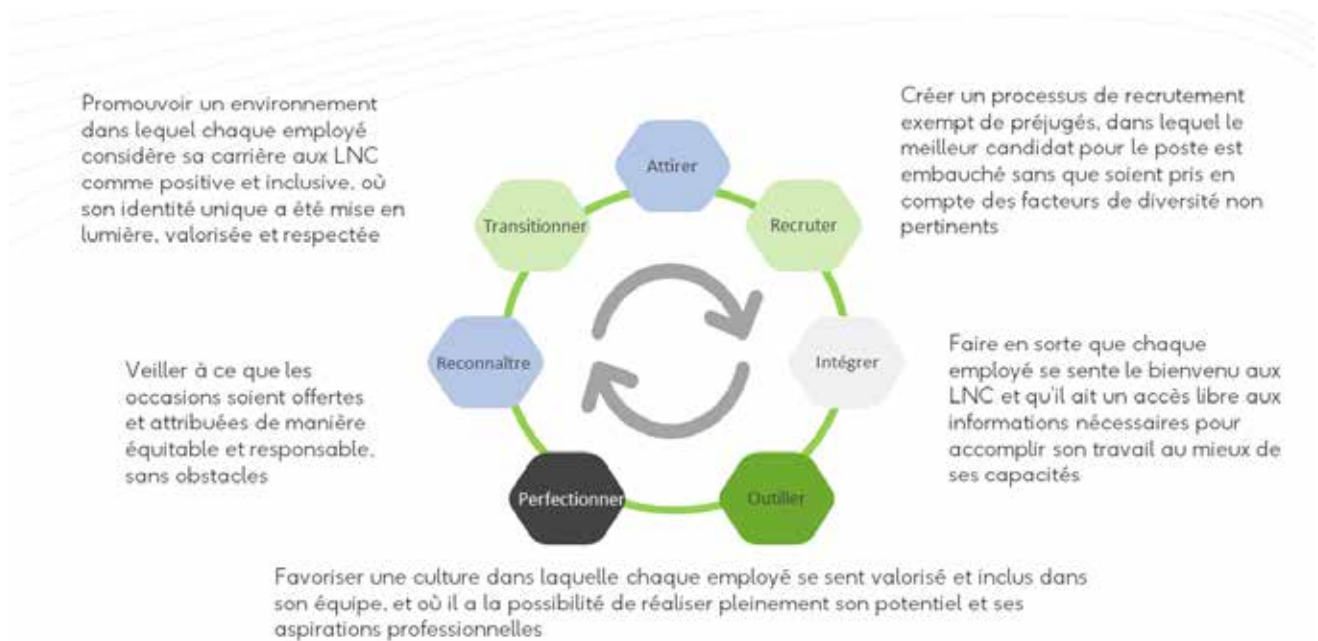 Promouvoir un environnement
dans lequel chaque employé
considère sa carrière aux LNC
comme positive et inclusive, où
son identité unique a été mise en
lumière, valorisée et respectée
Créer un processus de recrutement
exempt de préjugés, dans lequel le
meilleur candidat pour le poste est
embauché sans que soient pris en
compte des facteurs de diversité non
pertinents
Attirer
Transitionner
Recruter
Reconnaître
Intégrer
Veiller à ce que les
occasions soient offertes
et attribuées de manière
équitable et responsable,
sans obstacles
Faire en sorte que chaque
employé se sente le bienvenu aux
LNC et qu'il ait un accès libre aux
informations nécessaires pour
accomplir son travail au mieux de
ses capacités
Perfectionner
Outiller
Favoriser une culture dans laquelle chaque employé se sent valorisé et inclus dans
son équipe, et où il a la possibilité de réaliser pleinement son potentiel et ses
aspirations professionnelles